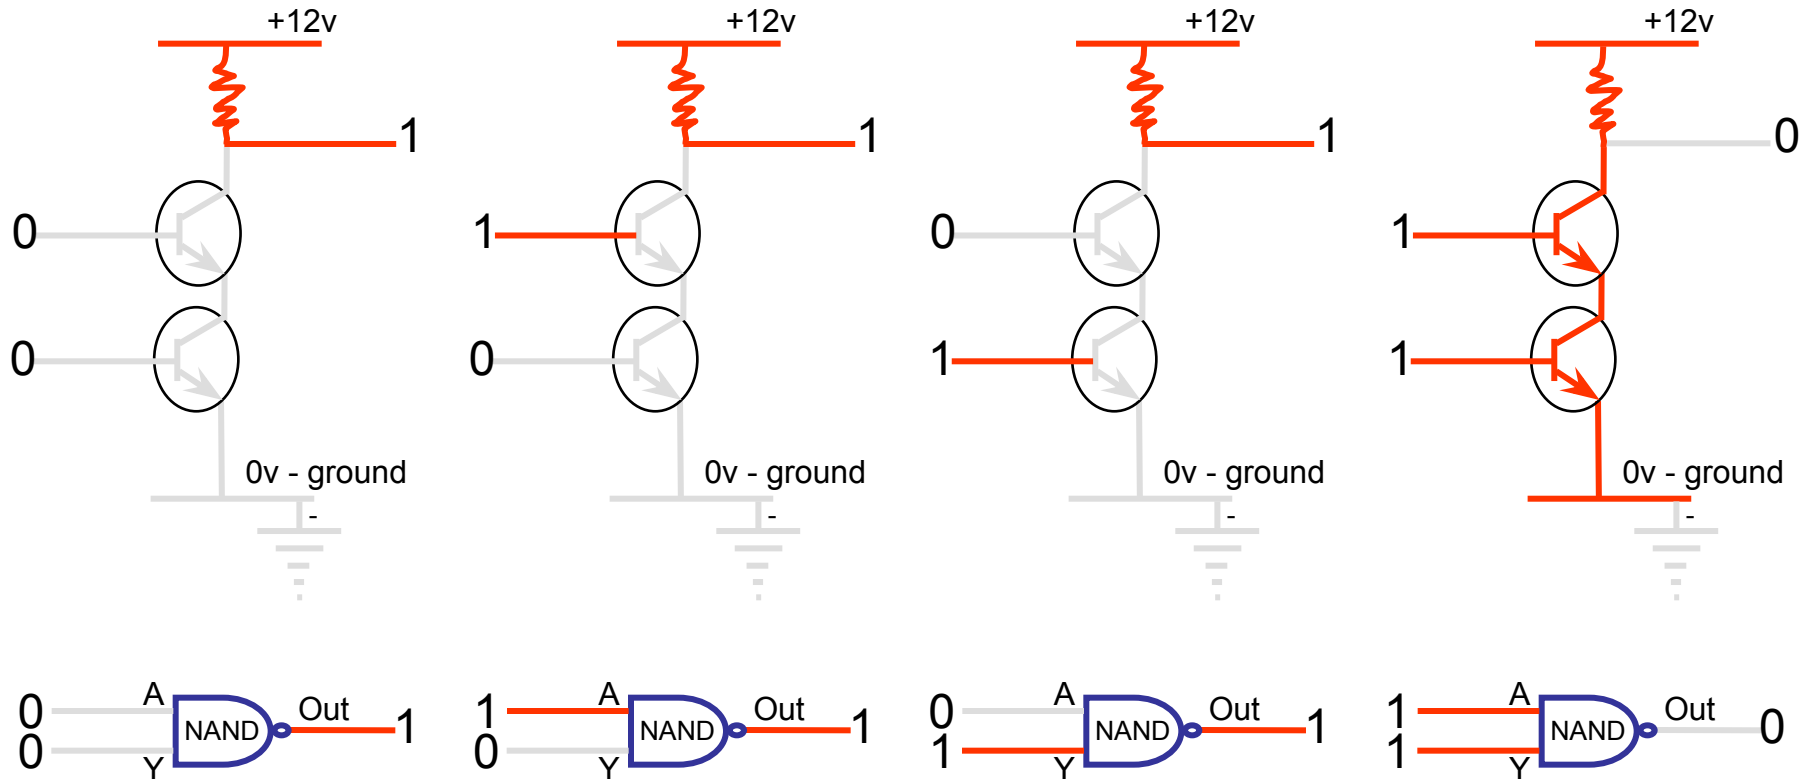 +12v +12v +12v +12v
1 1 1 0
0 1 0 1
0 0 1 1
0v - ground 0v - ground 0v - ground 0v - ground
- - - -
0 A NAND Out 1
0 Y
1 A NAND Out 1
0 Y
0 A NAND Out 1
1 Y
1 A NAND Out 0
1 Y